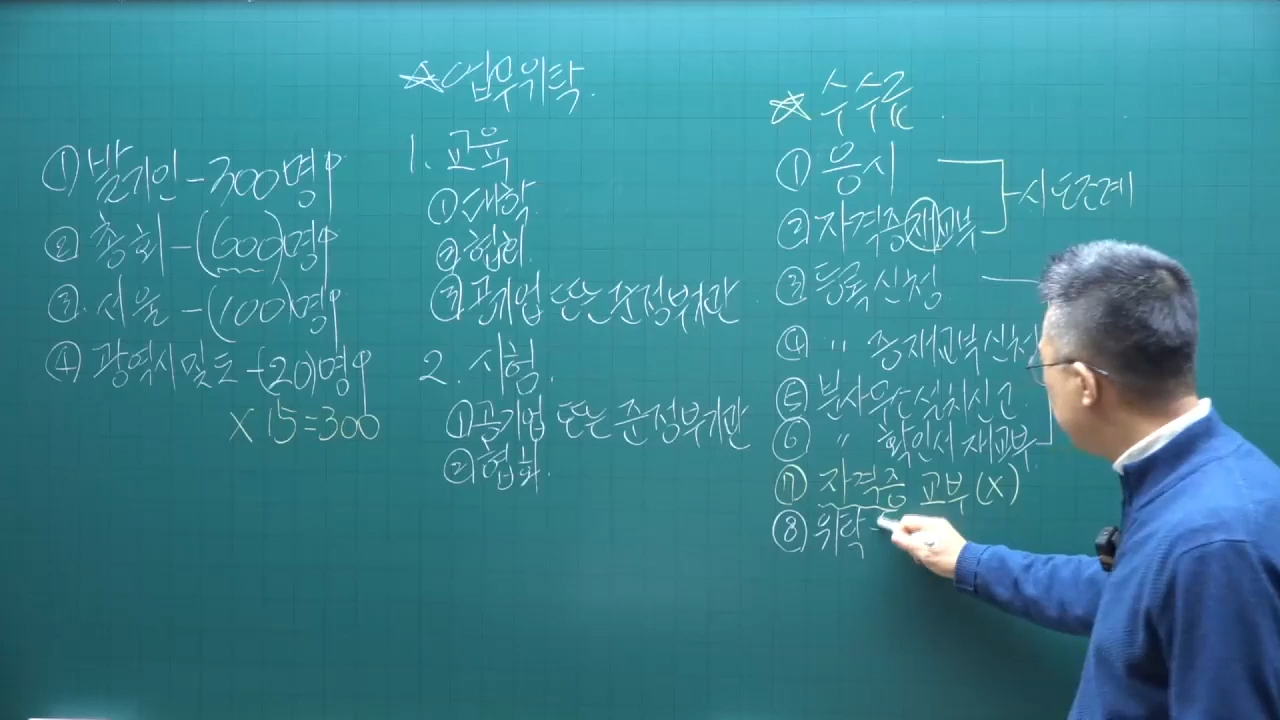 ① 발기인 - 300명↑
② 총회 - (600)명↑
③. 서울 - (100)명↑
④ 광역시및도 - (20)명↑
× 15 = 300
☆업무위탁.
1. 교육
① 대학.
② 협회.
③ 공기업 또는 준정부기관
2. 시험.
① 공기업 또는 준정부기관
② 협회.
☆ 수수료.
① 응시
② 자격증재교부
시·도조례
③ 등록신청
④ 〃 증재교부신청
⑤ 분사무소설치신고.
⑥ 〃 확인서 재교부.
⑦ 자격증 교부(×)
⑧ 위탁 -